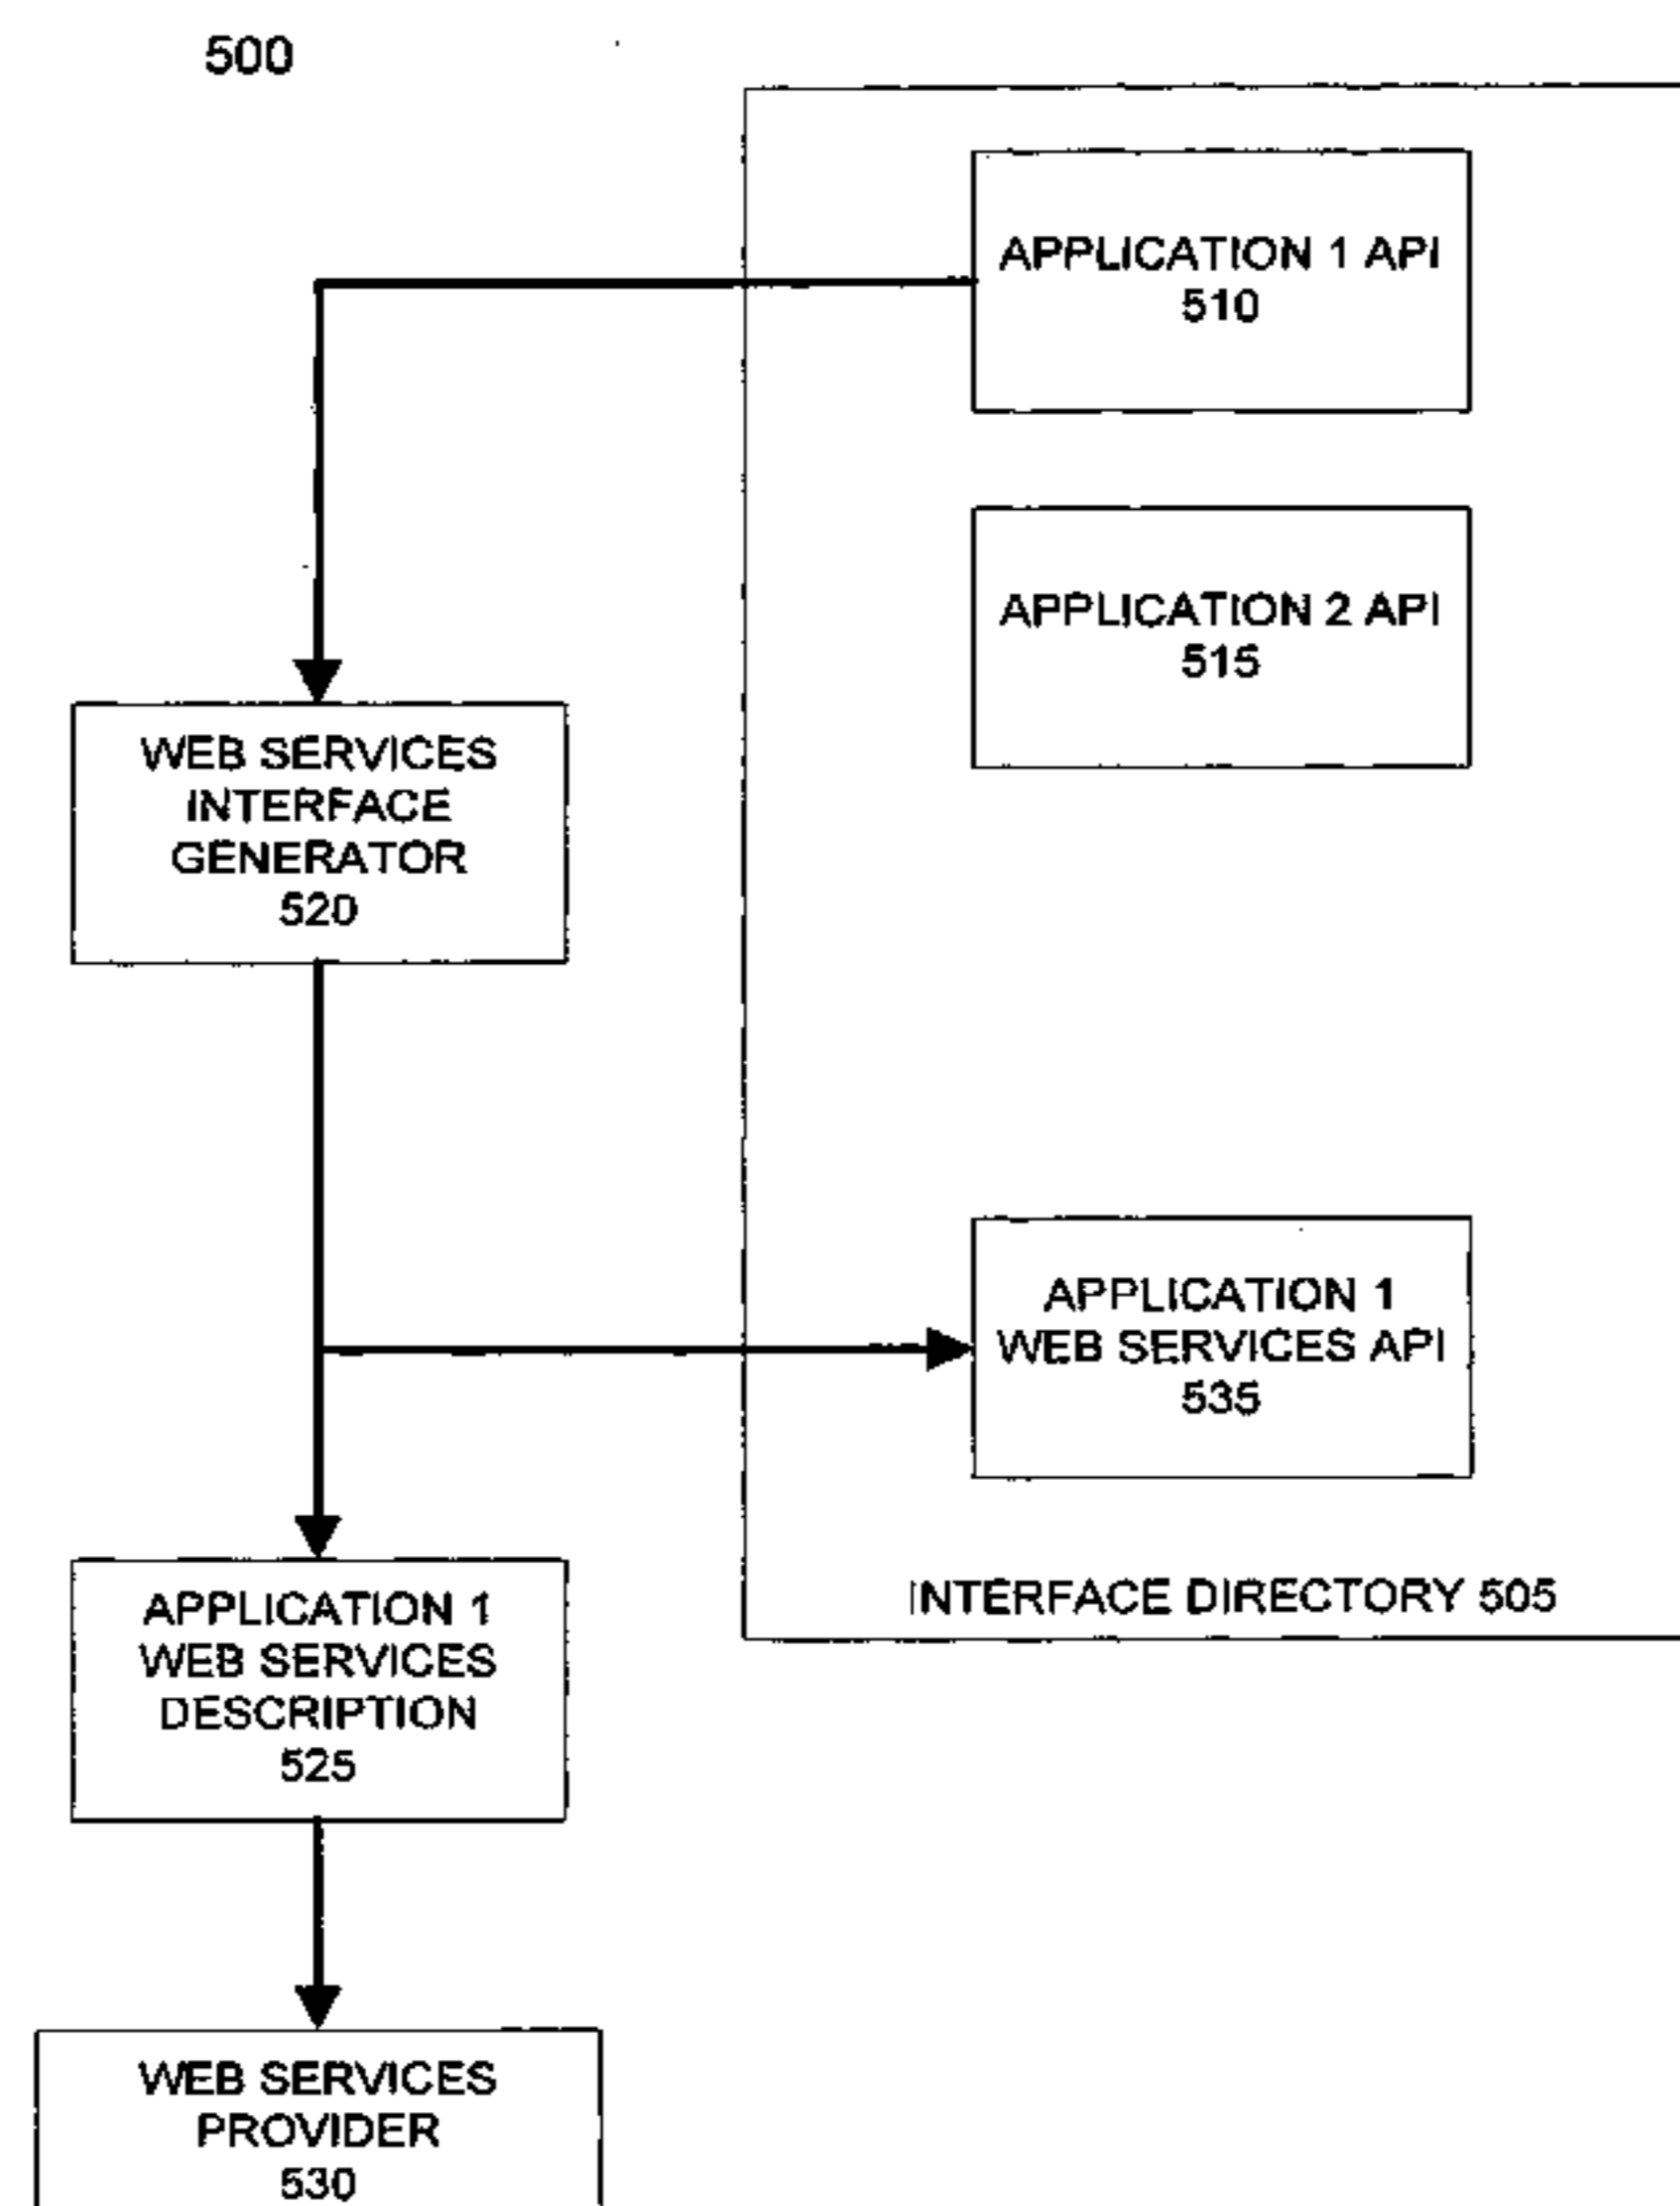 500
APPLICATION 1 API
510
APPLICATION 2 API
515
WEB SERVICES
INTERFACE
GENERATOR
520
APPLICATION 1
WEB SERVICES API
535
INTERFACE DIRECTORY 505
APPLICATION 1
WEB SERVICES
DESCRIPTION
525
WEB SERVICES
PROVIDER
530